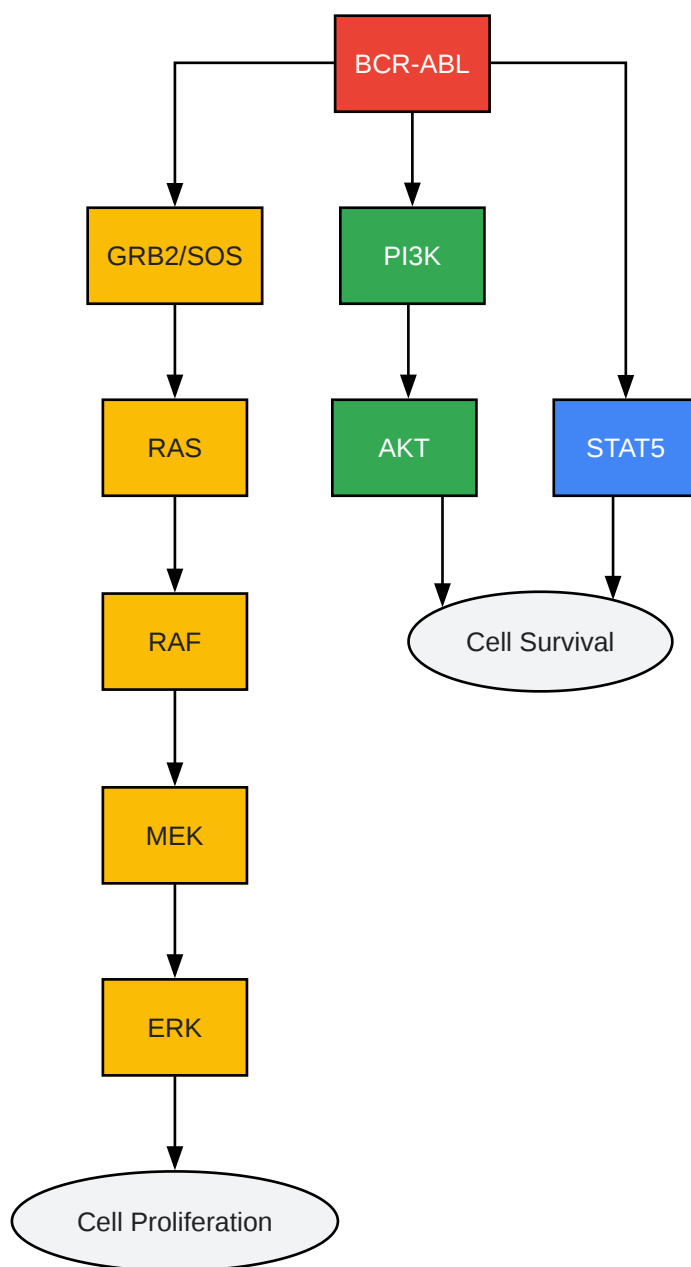 BCR-ABL
GRB2/SOS
PI3K
RAS
AKT
STAT5
RAF
Cell Survival
MEK
ERK
Cell Proliferation